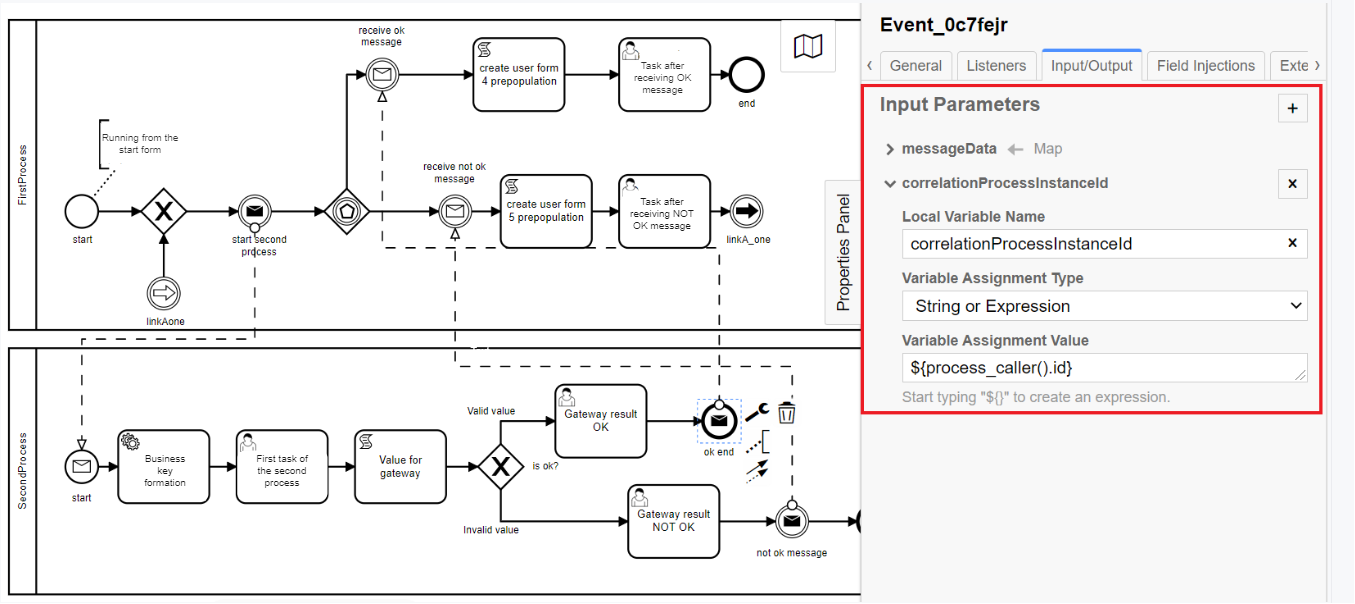 FirstProcess
Running from the
start form
start
linkAone
start second
process
receive ok
message
create user form
4 prepopulation
Task after
receiving OK
message
end
receive not ok
message
create user form
5 prepopulation
Task after
receiving NOT
OK message
linkA_one
Properties Panel
SecondProcess
start
Business
key
formation
First task of
the second
process
Value for
gateway
is ok?
Valid value
Gateway result
OK
ok end
Invalid value
Gateway result
NOT OK
not ok message
Event_0c7fejr
General
Listeners
Input/Output
Field Injections
Exte
Input Parameters
messageData
Map
correlationProcessInstanceId
Local Variable Name
correlationProcessInstanceId
Variable Assignment Type
String or Expression
Variable Assignment Value
${process_caller().id}
Start typing "${}" to create an expression.